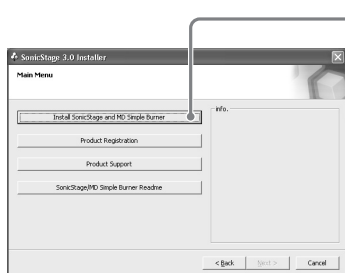 SonicStage 3.0 Installer
Main Menu
Install SonicStage and MD Simple Burner
info.
Product Registration
Product Support
SonicStage/MD Simple Burner Readme
< Back
Next >
Cancel